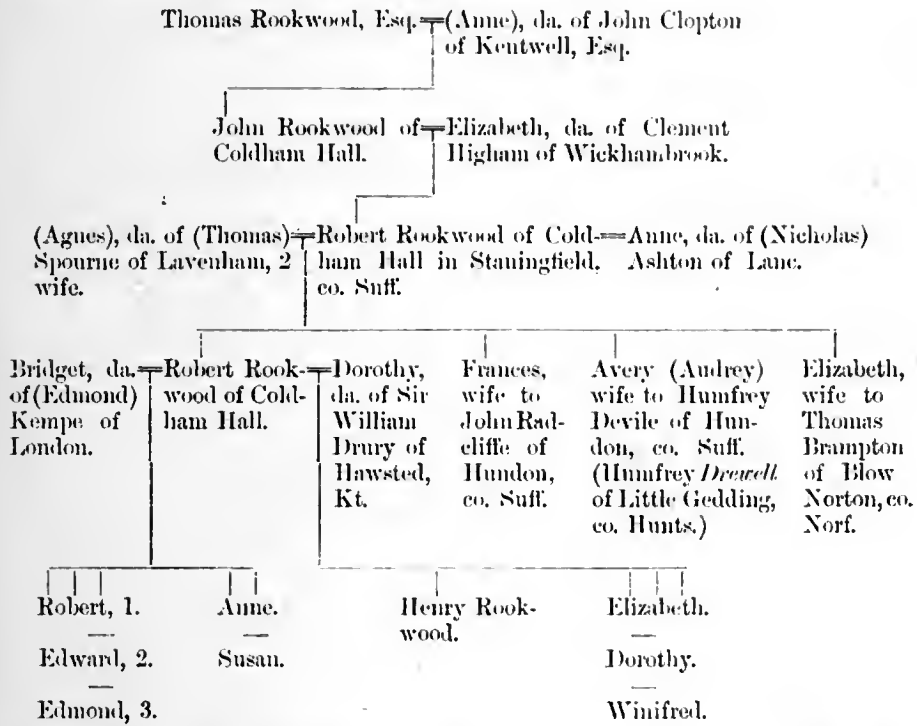 Thomas Rookwood, Esq. = (Anne), da. of John Clopton
of Kentwell, Esq.
John Rookwood of
Coldham Hall.
= Elizabeth, da. of Clement
Higham of Wickhambrook.
(Agnes), da. of (Thomas)
Spourne of Lavenham, 2
wife.
= Robert Rookwood of Cold-
ham Hall in Staningfield,
co. Suff.
= Anne, da. of (Nicholas)
Ashton of Lanc.
Bridget, da.
of (Edmond)
Kempe of
London.
= Robert Rook-
wood of Cold-
ham Hall.
= Dorothy,
da. of Sir
William
Drury of
Hawsted,
Kt.
Frances,
wife to
John Rad-
cliffe of
Hundon,
co. Suff.
Avery (Audrey)
wife to Humfrey
Devile of Hun-
don, co. Suff.
(Humfrey Drewell
of Little Gedding,
co. Hunts.)
Elizabeth,
wife to
Thomas
Brampton
of Blow
Norton, co.
Norf.
Robert, 1.
Edward, 2.
Edmond, 3.
Anne.
Susan.
Henry Rook-
wood.
Elizabeth.
Dorothy.
Winifred.